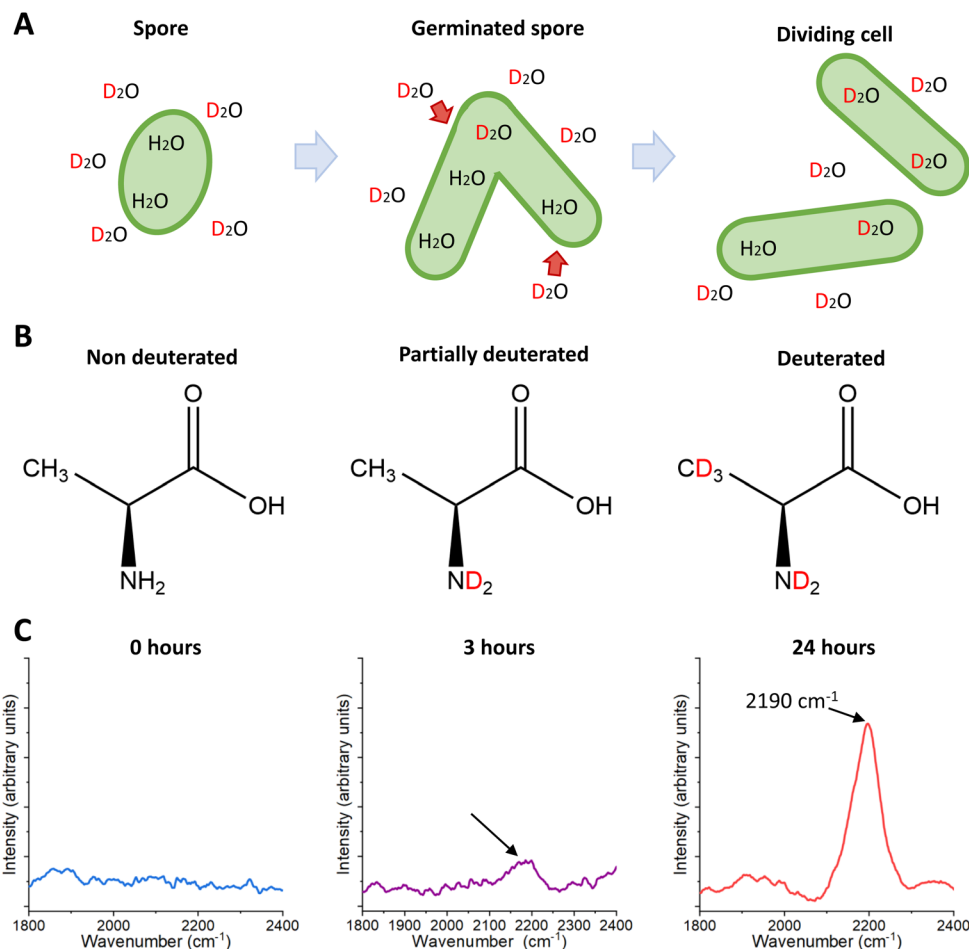 A
Spore
Germinated spore
Dividing cell
D₂O
D₂O
D₂O
D₂O
D₂O
H₂O
H₂O
D₂O
D₂O
D₂O
D₂O
D₂O
D₂O
H₂O
H₂O
H₂O
D₂O
D₂O
D₂O
D₂O
D₂O
H₂O
D₂O
D₂O
B
Non deuterated
Partially deuterated
Deuterated
O
CH₃
OH
NH₂
O
CH₃
OH
ND₂
O
CD₃
OH
ND₂
C
0 hours
3 hours
24 hours
Intensity (arbitrary units)
1800 2000 2200 2400
Wavenumber (cm⁻¹)
Intensity (arbitrary units)
1800 1900 2000 2100 2200 2300 2400
Wavenumber (cm⁻¹)
2190 cm⁻¹
Intensity (arbitrary units)
1800 2000 2200 2400
Wavenumber (cm⁻¹)